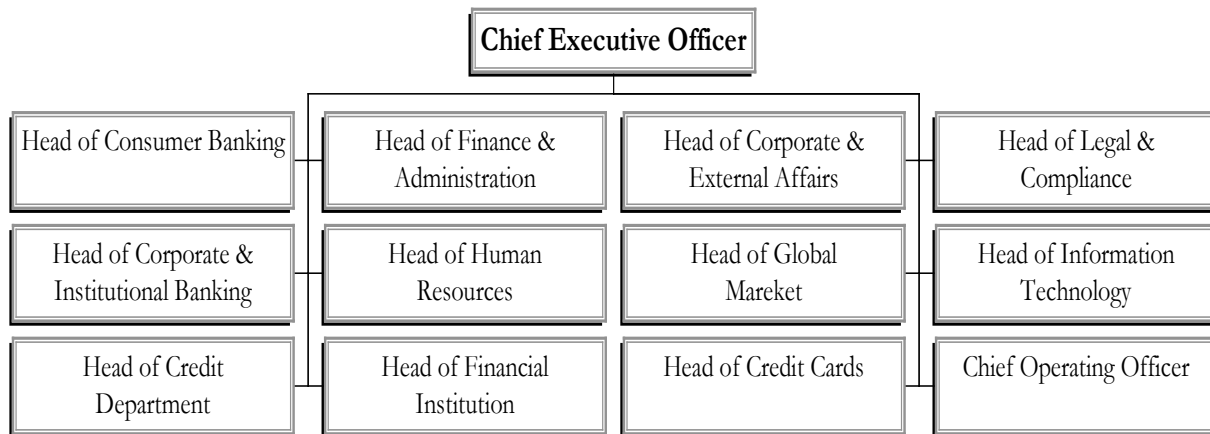 Chief Executive Officer
Head of Consumer Banking
Head of Finance &
Administration
Head of Corporate &
External Affairs
Head of Legal &
Compliance
Head of Corporate &
Institutional Banking
Head of Human
Resources
Head of Global
Mareket
Head of Information
Technology
Head of Credit
Department
Head of Financial
Institution
Head of Credit Cards
Chief Operating Officer